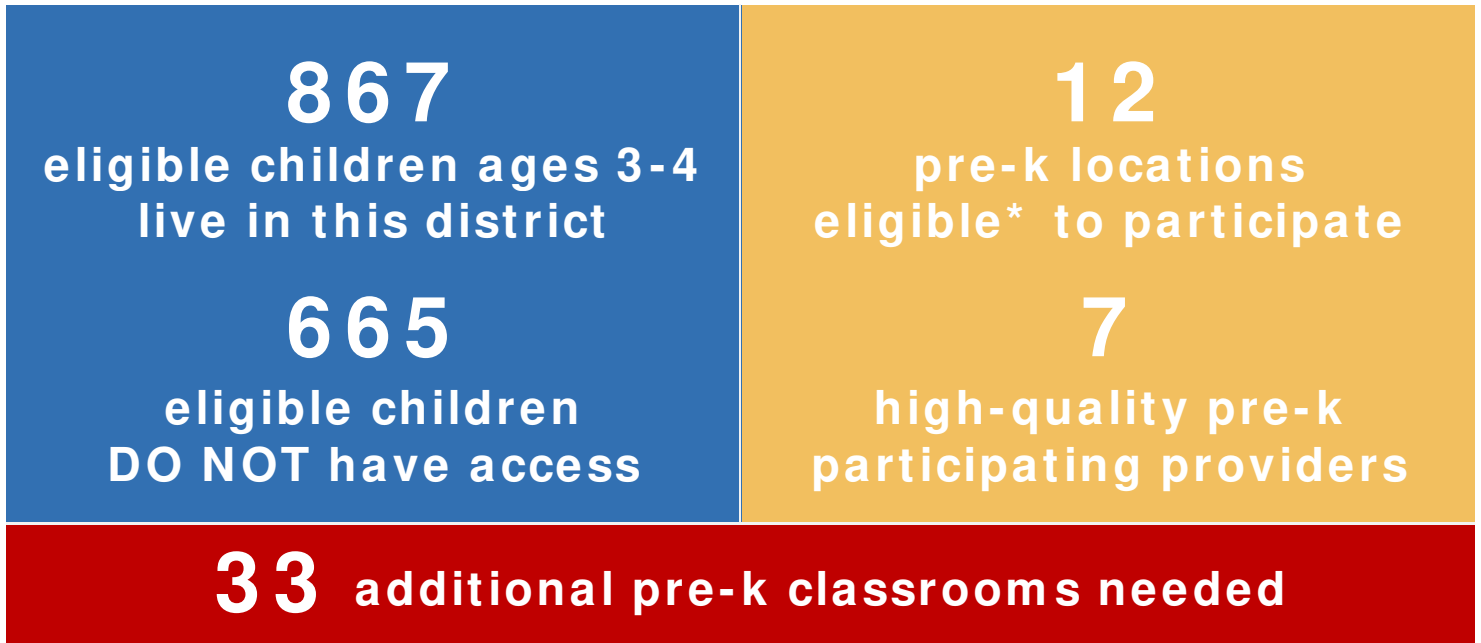 867
eligible children ages 3-4
live in this district
665
eligible children
DO NOT have access
12
pre-k locations
eligible* to participate
7
high-quality pre-k
participating providers
33 additional pre-k classrooms needed